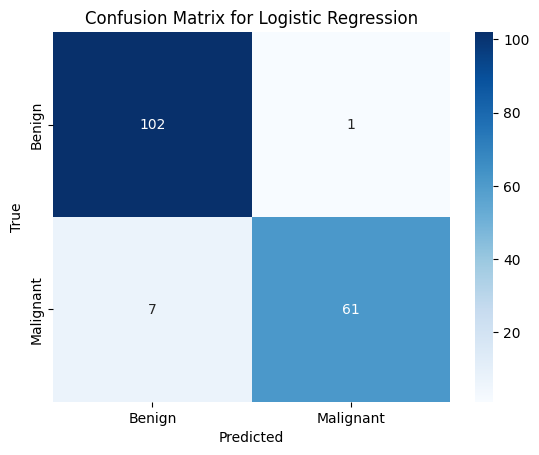 Confusion Matrix for Logistic Regression
100
80
60
40
20
True
Benign
Malignant
102
1
7
61
Benign
Malignant
Predicted